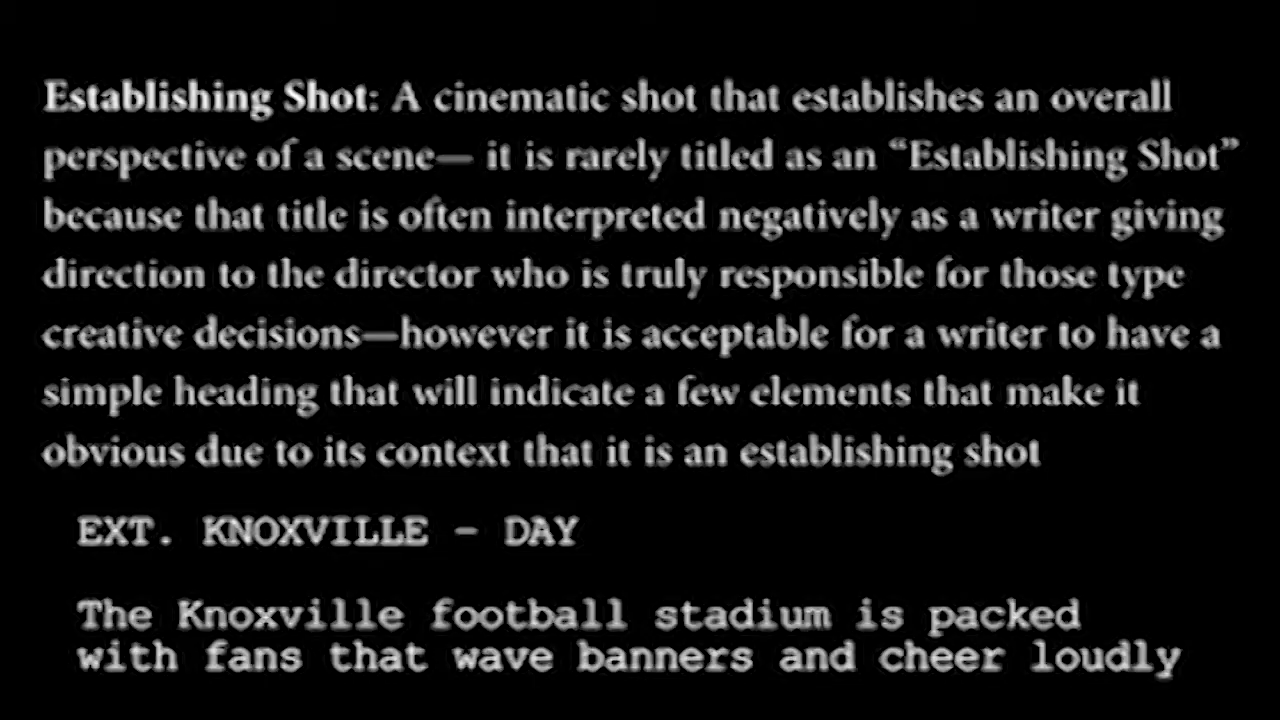 Establishing Shot: A cinematic shot that establishes an overall
perspective of a scene— it is rarely titled as an “Establishing Shot”
because that title is often interpreted negatively as a writer giving
direction to the director who is truly responsible for those type
creative decisions—however it is acceptable for a writer to have a
simple heading that will indicate a few elements that make it
obvious due to its context that it is an establishing shot
EXT. KNOXVILLE - DAY
The Knoxville football stadium is packed
with fans that wave banners and cheer loudly